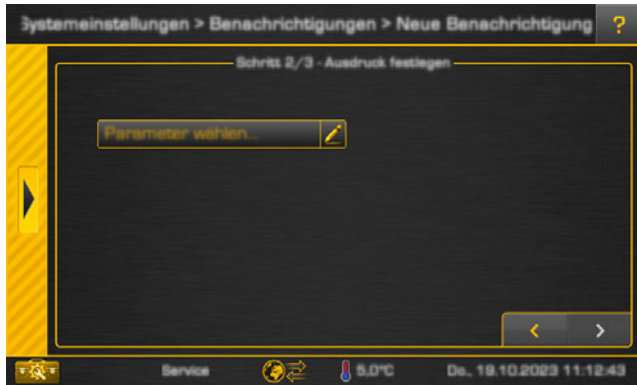 Systemeinstellungen > Benachrichtigungen > Neue Benachrichtigung ?
Schritt 2/3 - Ausdruck festlegen
Parameter wählen...
< >
Service 5,0°C Do., 19.10.2023 11:12:43